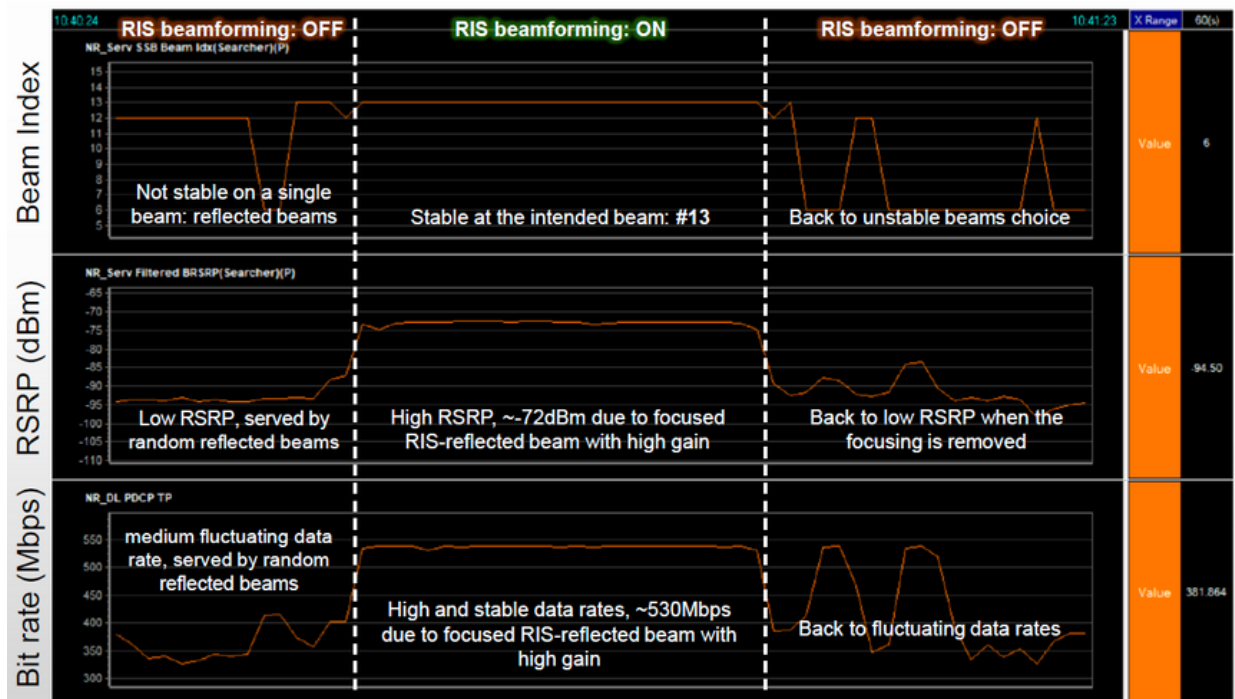 10:40:24
RIS beamforming: OFF
RIS beamforming: ON
RIS beamforming: OFF
10:41:23
X Range
60(s)
Beam Index
NR_Serv SSB Beam Idx(Searcher)(P)
15
14
13
12
11
10
9
8
7
6
5
Not stable on a single
beam: reflected beams
Stable at the intended beam: #13
Back to unstable beams choice
Value
6
RSRP (dBm)
NR_Serv Filtered BRSRP(Searcher)(P)
-65
-70
-75
-80
-85
-90
-95
-100
-105
-110
Low RSRP, served by
random reflected beams
High RSRP, ~-72dBm due to focused
RIS-reflected beam with high gain
Back to low RSRP when the
focusing is removed
Value
-94.50
Bit rate (Mbps)
NR_DL PDCP TP
550
500
450
400
350
300
medium fluctuating data
rate, served by random
reflected beams
High and stable data rates, ~530Mbps
due to focused RIS-reflected beam with
high gain
Back to fluctuating data rates
Value
381.864